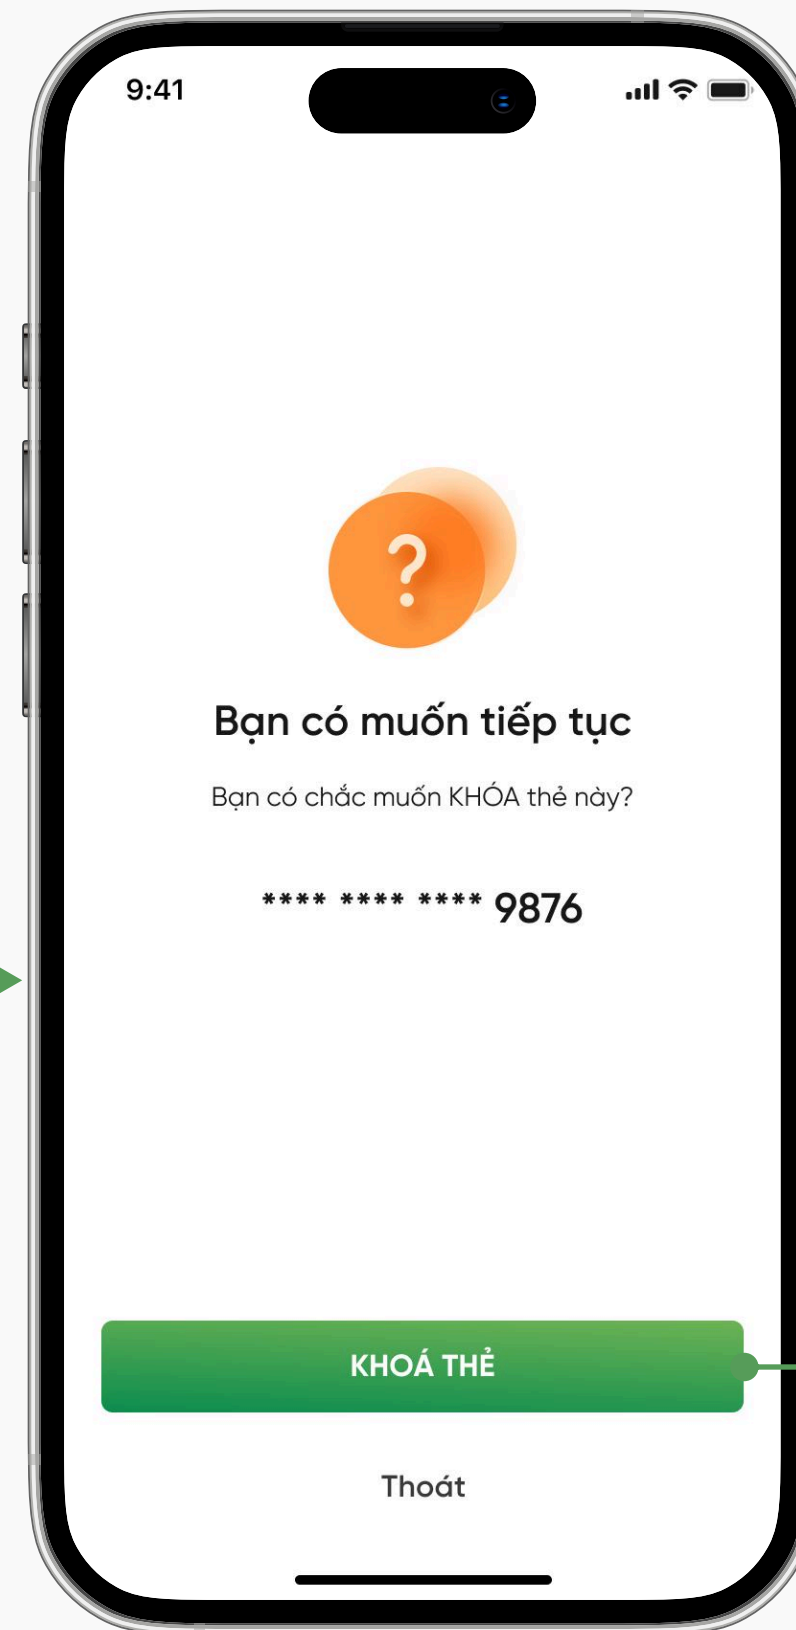 9:41
?
Bạn có muốn tiếp tục
Bạn có chắc muốn KHÓA thẻ này?
**** **** **** 9876
KHOÁ THẺ
Thoát